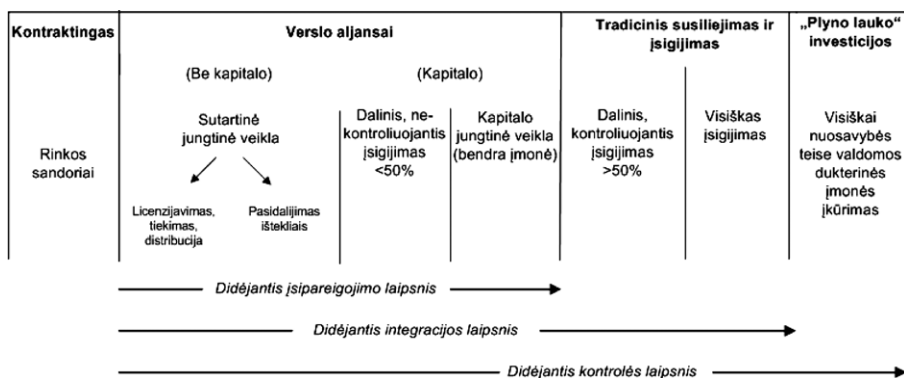 Kontraktingas
Verslo aljansai
Tradicinis susiliejimas ir
įsigijimas
„Plyno lauko“
investicijos
(Be kapitalo)
(Kapitalo)
Rinkos
sandoriai
Sutartinė
jungtinė veikla
Licenzijavimas,
tiekimas,
distribucija
Pasidalijimas
ištekliais
Dalinis, ne-
kontroliuojantis
įsigijimas
<50%
Kapitalo
jungtinė veikla
(bendra įmonė)
Dalinis,
kontroliuojantis
įsigijimas
>50%
Visiškas
įsigijimas
Visiškai
nuosavybės
teise valdomos
dukterinės
įmonės
įkūrimas
Didėjantis įsipareigojimo laipsnis
Didėjantis integracijos laipsnis
Didėjantis kontrolės laipsnis